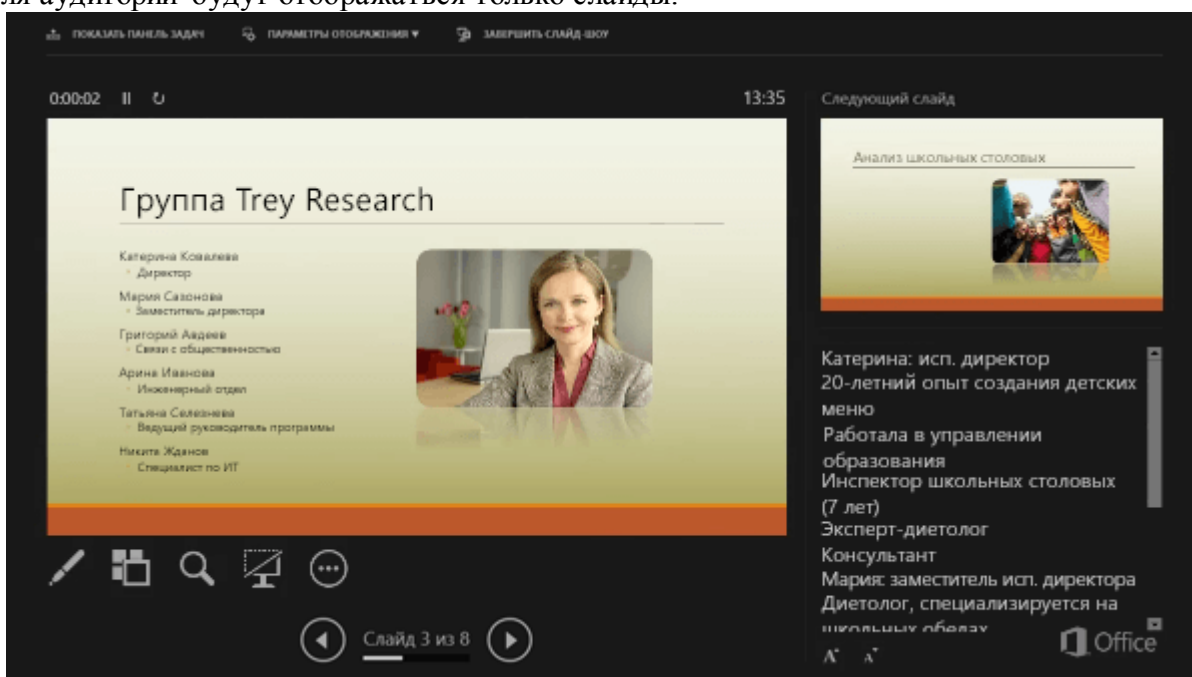 ля аудитории будут отображаться только слайды.
ПОКАЗАТЬ ПАНЕЛЬ ЗАДАЧ ПАРАМЕТРЫ ОТОБРАЖЕНИЯ ▼ ЗАВЕРШИТЬ СЛАЙД-ШОУ
0:00:02 13:35
Группа Trey Research
Катерина Ковалева
Директор
Мария Сазонова
Заместитель директора
Григорий Авдеев
Связи с общественностью
Арина Иванова
Инженерный отдел
Татьяна Селезнева
Ведущий руководитель программы
Никита Жданов
Специалист по ИТ
Слайд 3 из 8
Следующий слайд
Анализ школьных столовых
Катерина: исп. директор
20-летний опыт создания детских
меню
Работала в управлении
образования
Инспектор школьных столовых
(7 лет)
Эксперт-диетолог
Консультант
Мария: заместитель исп. директора
Диетолог, специализируется на
школьных обедах
Office
A A